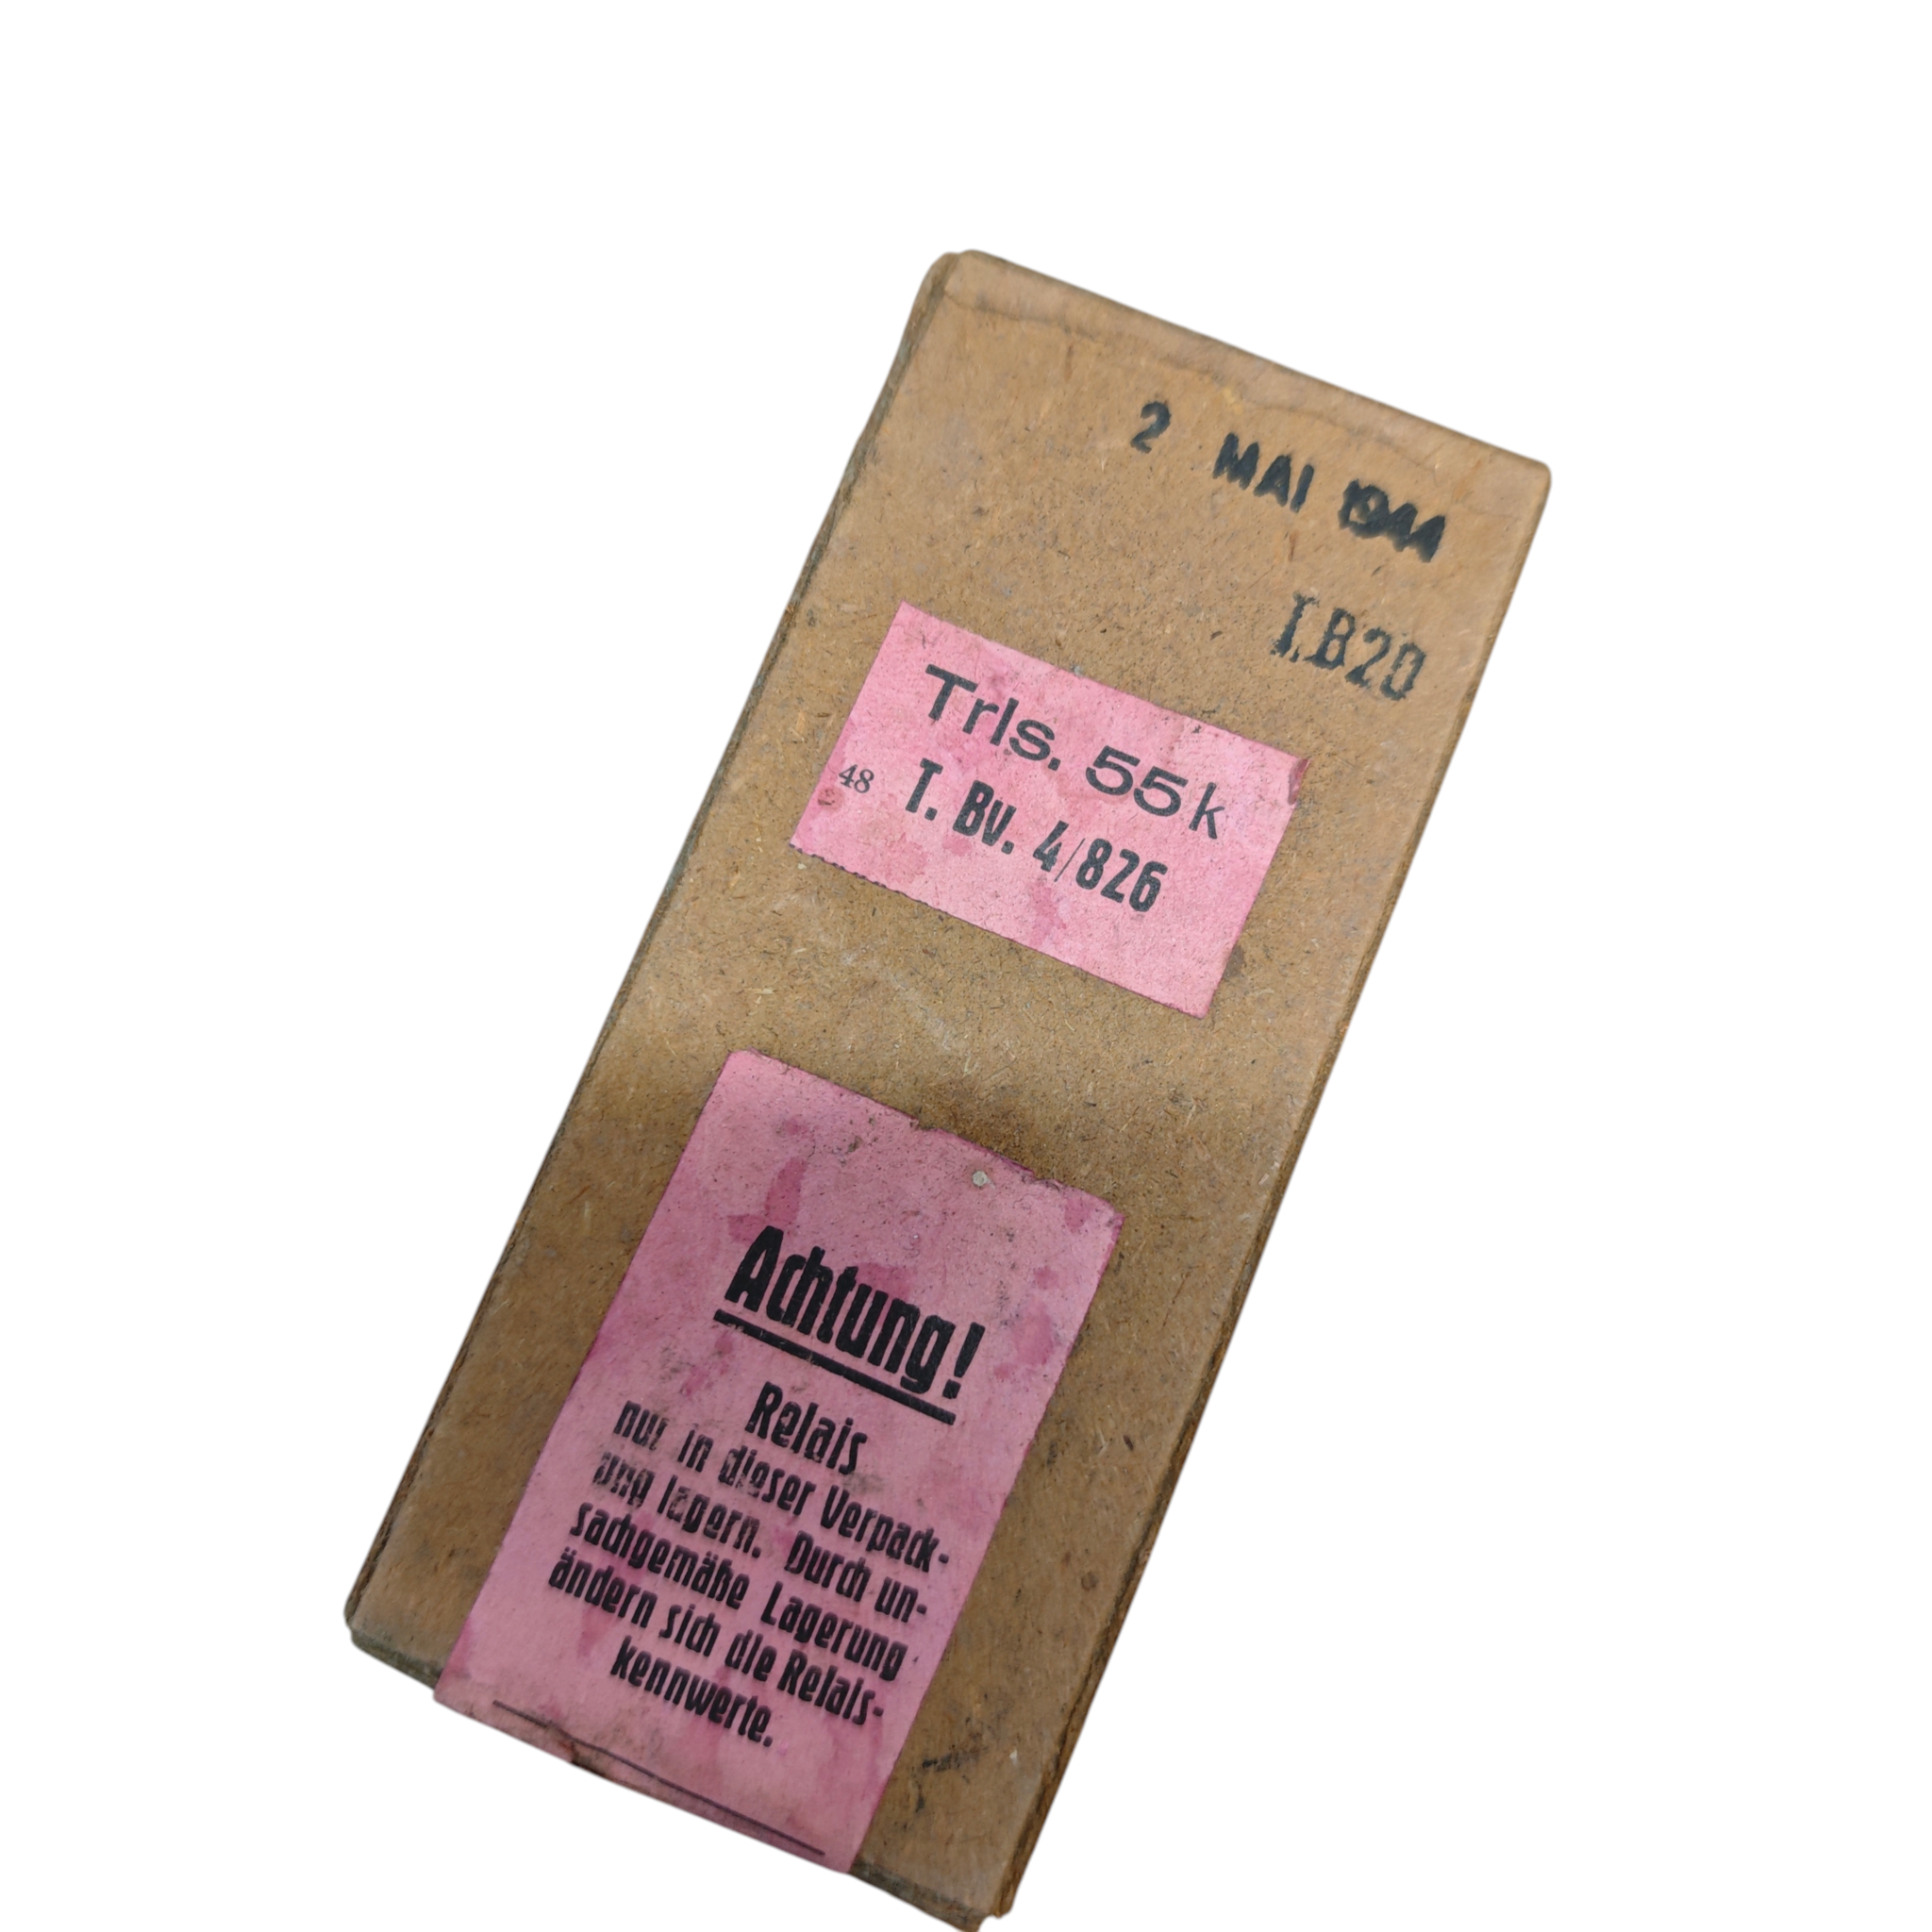 2 MAI 1944
I.B20
Trls. 55k
48 T. Bv. 4/826
Achtung!
Relais
nur in dieser Verpack-
ung lagern. Durch un-
sachgemäße Lagerung
ändern sich die Relais-
kennwerte.